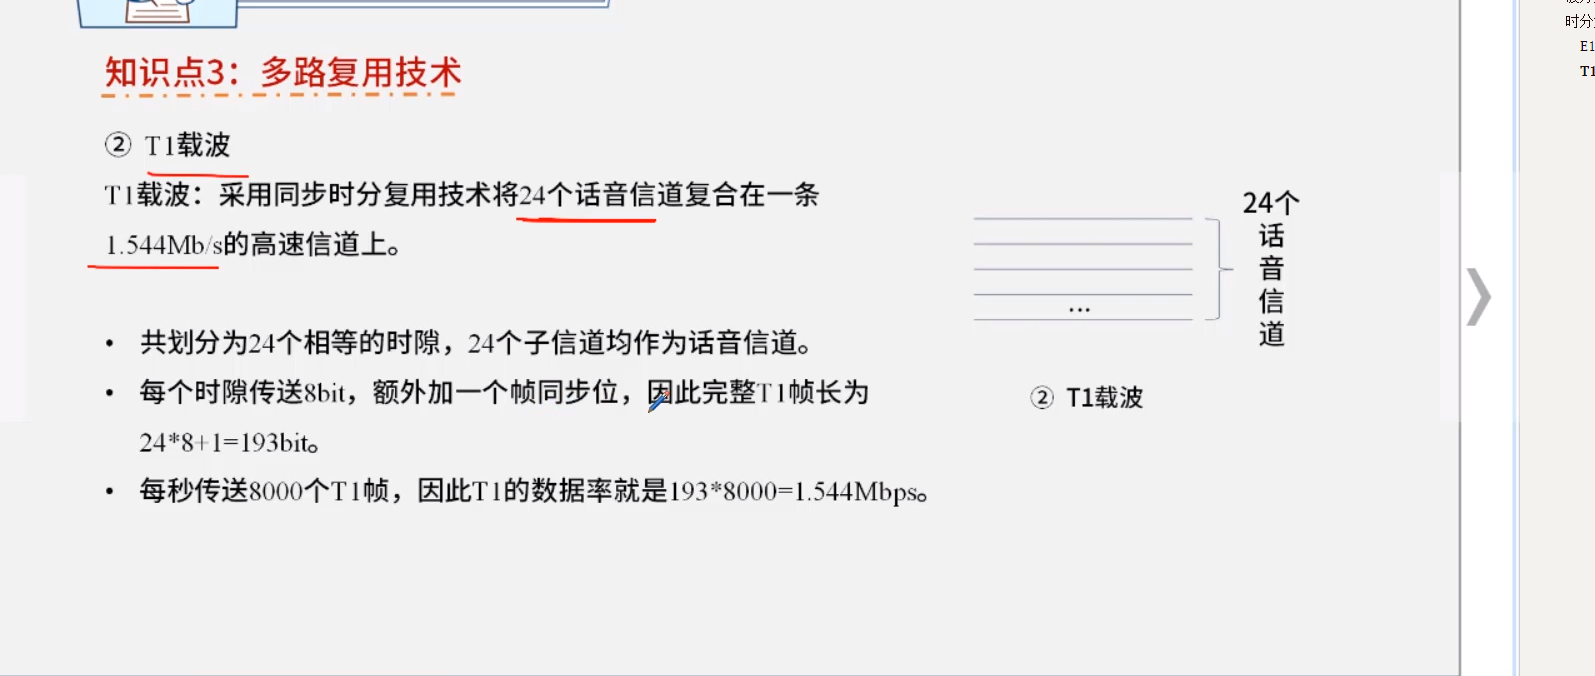 知识点3：多路复用技术
② T1载波
T1载波：采用同步时分复用技术将24个话音信道复合在一条
1.544Mb/s的高速信道上。
• 共划分为24个相等的时隙，24个子信道均作为话音信道。
• 每个时隙传送8bit，额外加一个帧同步位，因此完整T1帧长为
24*8+1=193bit。
• 每秒传送8000个T1帧，因此T1的数据率就是193*8000=1.544Mbps。
...
24个
话
音
信
道
② T1载波
时分
E1
T1